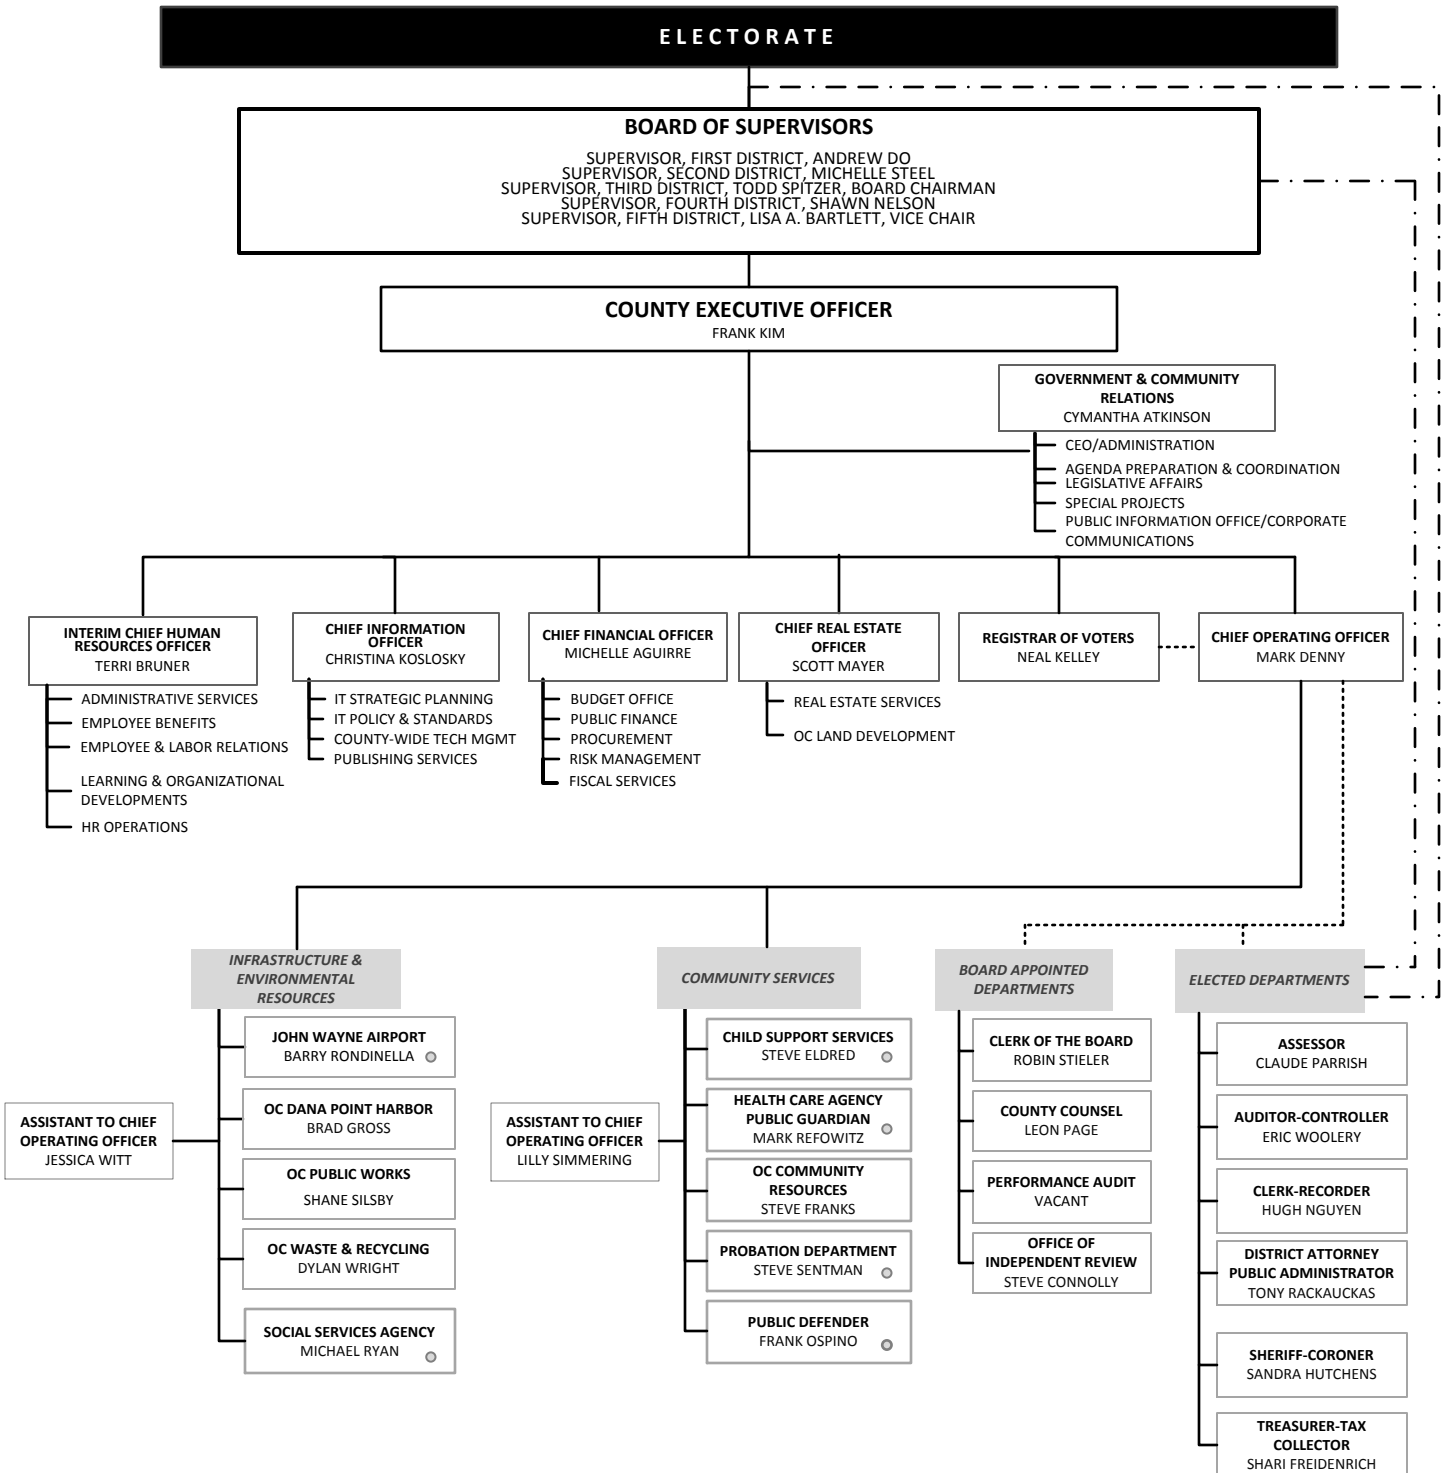 ELECTORATE
BOARD OF SUPERVISORS
SUPERVISOR, FIRST DISTRICT, ANDREW DO
SUPERVISOR, SECOND DISTRICT, MICHELLE STEEL
SUPERVISOR, THIRD DISTRICT, TODD SPITZER, BOARD CHAIRMAN
SUPERVISOR, FOURTH DISTRICT, SHAWN NELSON
SUPERVISOR, FIFTH DISTRICT, LISA A. BARTLETT, VICE CHAIR
COUNTY EXECUTIVE OFFICER
FRANK KIM
GOVERNMENT & COMMUNITY
RELATIONS
CYMANTHA ATKINSON
CEO/ADMINISTRATION
AGENDA PREPARATION & COORDINATION
LEGISLATIVE AFFAIRS
SPECIAL PROJECTS
PUBLIC INFORMATION OFFICE/CORPORATE
COMMUNICATIONS
INTERIM CHIEF HUMAN
RESOURCES OFFICER
TERRI BRUNER
ADMINISTRATIVE SERVICES
EMPLOYEE BENEFITS
EMPLOYEE & LABOR RELATIONS
LEARNING & ORGANIZATIONAL
DEVELOPMENTS
HR OPERATIONS
CHIEF INFORMATION
OFFICER
CHRISTINA KOSLOSKY
IT STRATEGIC PLANNING
IT POLICY & STANDARDS
COUNTY-WIDE TECH MGMT
PUBLISHING SERVICES
CHIEF FINANCIAL OFFICER
MICHELLE AGUIRRE
BUDGET OFFICE
PUBLIC FINANCE
PROCUREMENT
RISK MANAGEMENT
FISCAL SERVICES
CHIEF REAL ESTATE
OFFICER
SCOTT MAYER
REAL ESTATE SERVICES
OC LAND DEVELOPMENT
REGISTRAR OF VOTERS
NEAL KELLEY
CHIEF OPERATING OFFICER
MARK DENNY
INFRASTRUCTURE &
ENVIRONMENTAL
RESOURCES
JOHN WAYNE AIRPORT
BARRY RONDINELLA
OC DANA POINT HARBOR
BRAD GROSS
ASSISTANT TO CHIEF
OPERATING OFFICER
JESSICA WITT
OC PUBLIC WORKS
SHANE SILSBY
OC WASTE & RECYCLING
DYLAN WRIGHT
SOCIAL SERVICES AGENCY
MICHAEL RYAN
COMMUNITY SERVICES
CHILD SUPPORT SERVICES
STEVE ELDRED
HEALTH CARE AGENCY
PUBLIC GUARDIAN
MARK REFOWITZ
ASSISTANT TO CHIEF
OPERATING OFFICER
LILLY SIMMERING
OC COMMUNITY
RESOURCES
STEVE FRANKS
PROBATION DEPARTMENT
STEVE SENTMAN
PUBLIC DEFENDER
FRANK OSPINO
BOARD APPOINTED
DEPARTMENTS
CLERK OF THE BOARD
ROBIN STIELER
COUNTY COUNSEL
LEON PAGE
PERFORMANCE AUDIT
VACANT
OFFICE OF
INDEPENDENT REVIEW
STEVE CONNOLLY
ELECTED DEPARTMENTS
ASSESSOR
CLAUDE PARRISH
AUDITOR-CONTROLLER
ERIC WOOLERY
CLERK-RECORDER
HUGH NGUYEN
DISTRICT ATTORNEY
PUBLIC ADMINISTRATOR
TONY RACKAUCKAS
SHERIFF-CORONER
SANDRA HUTCHENS
TREASURER-TAX
COLLECTOR
SHARI FREIDENRICH